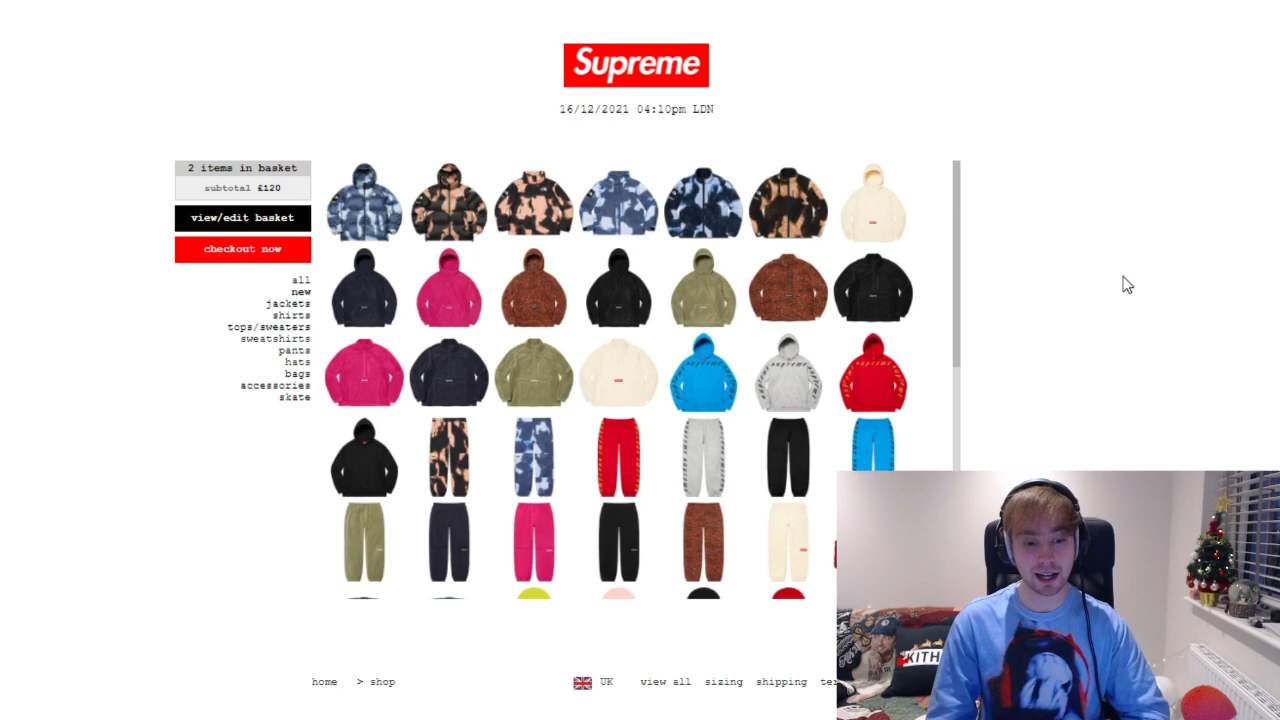 Supreme
16/12/2021 04:10pm LDN
2 items in basket
subtotal £120
view/edit basket
checkout now
all
new
jackets
shirts
tops/sweaters
sweatshirts
pants
hats
bags
accessories
skate
home > shop
UK view all sizing shipping
KITH